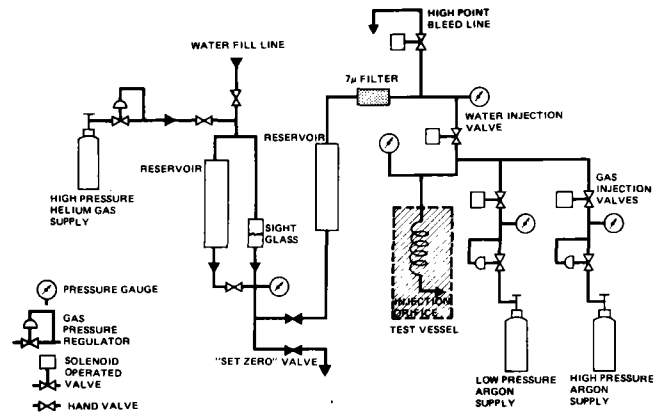 HIGH POINT
BLEED LINE
WATER FILL LINE
7μ FILTER
WATER INJECTION
VALVE
RESERVOIR
RESERVOIR
HIGH PRESSURE
HELIUM GAS
SUPPLY
GAS
INJECTION
VALVES
SIGHT
GLASS
PRESSURE GAUGE
GAS
PRESSURE
REGULATOR
SOLENOID
OPERATED
VALVE
HAND VALVE
"SET ZERO" VALVE
INJECTION
ORIFICE
TEST VESSEL
LOW PRESSURE
ARGON
SUPPLY
HIGH PRESSURE
ARGON
SUPPLY